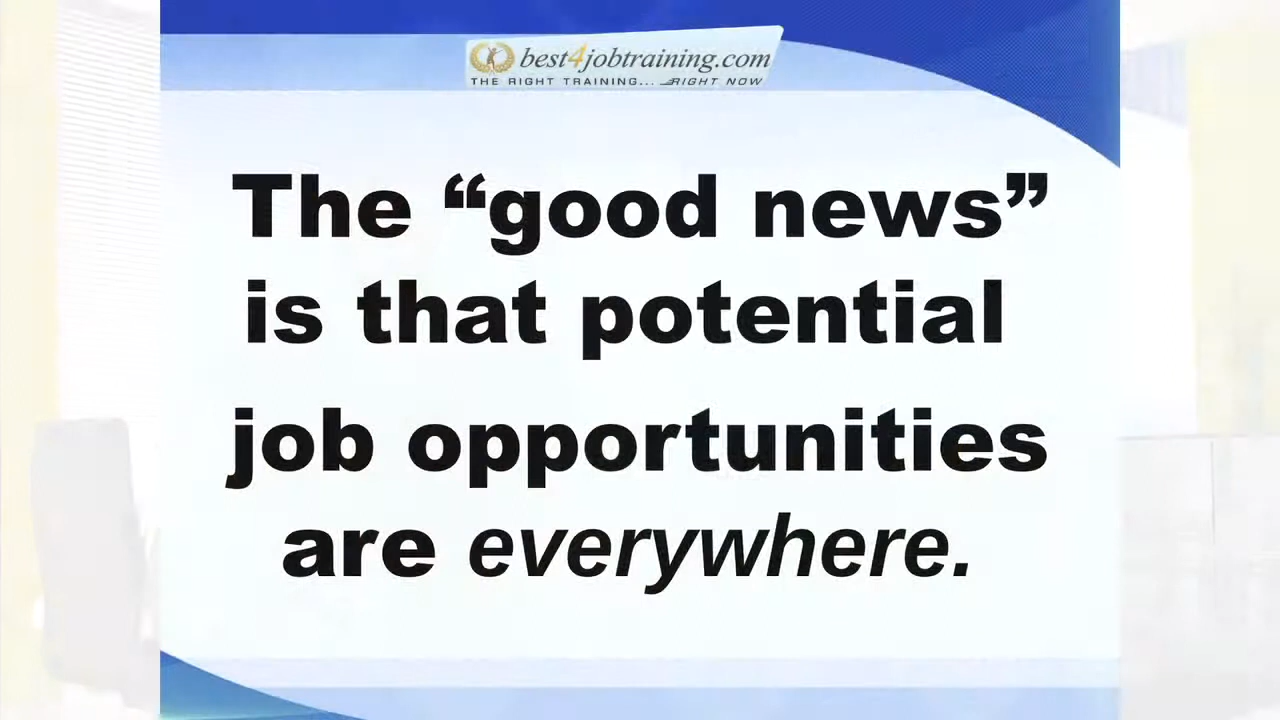 best4jobtraining.com
THE RIGHT TRAINING... RIGHT NOW
The “good news”
is that potential
job opportunities
are everywhere.